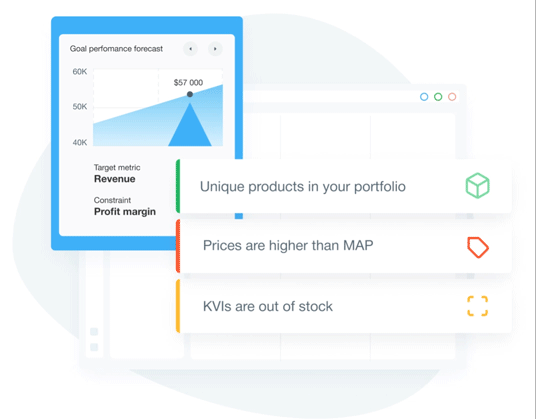 Goal perfomance forecast
60K
$57 000
50K
40K
Target metric
Revenue
Constraint
Profit margin
Unique products in your portfolio
Prices are higher than MAP
KVIs are out of stock